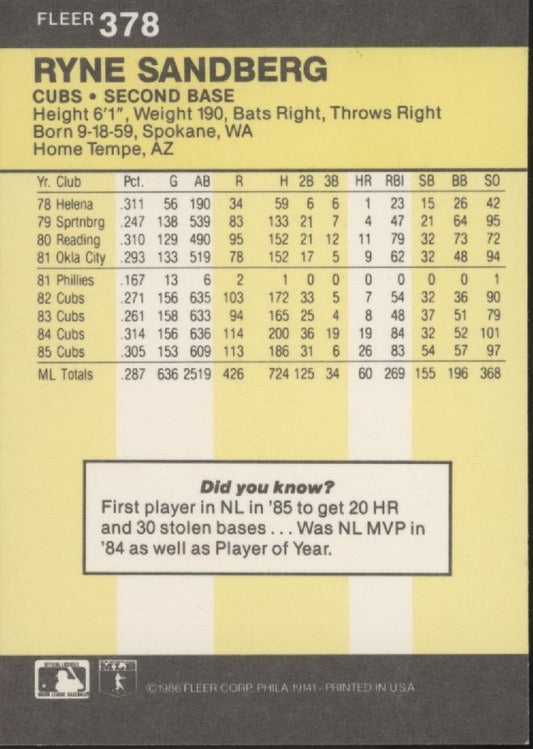 FLEER 378
RYNE SANDBERG
CUBS • SECOND BASE
Height 6'1", Weight 190, Bats Right, Throws Right
Born 9-18-59, Spokane, WA
Home Tempe, AZ
Yr. Club Pct. G AB R H 2B 3B HR RBI SB BB SO
78 Helena .311 56 190 34 59 6 6 1 23 15 26 42
79 Sprtnbrg .247 138 539 83 133 21 7 4 47 21 64 95
80 Reading .310 129 490 95 152 21 12 11 79 32 73 72
81 Okla City .293 133 519 78 152 17 5 9 62 32 48 94
81 Phillies .167 13 6 2 1 0 0 0 0 0 0 1
82 Cubs .271 156 635 103 172 33 5 7 54 32 36 90
83 Cubs .261 158 633 94 165 25 4 8 48 37 51 79
84 Cubs .314 156 636 114 200 36 19 19 84 32 52 101
85 Cubs .305 153 609 113 186 31 6 26 83 54 57 97
ML Totals .287 636 2519 426 724 125 34 60 269 155 196 368
Did you know?
First player in NL in '85 to get 20 HR
and 30 stolen bases ... Was NL MVP in
'84 as well as Player of Year.
OFFICIAL LICENSEE
MAJOR LEAGUE BASEBALL
©1986 FLEER CORP., PHILA. 19141 - PRINTED IN U.S.A.